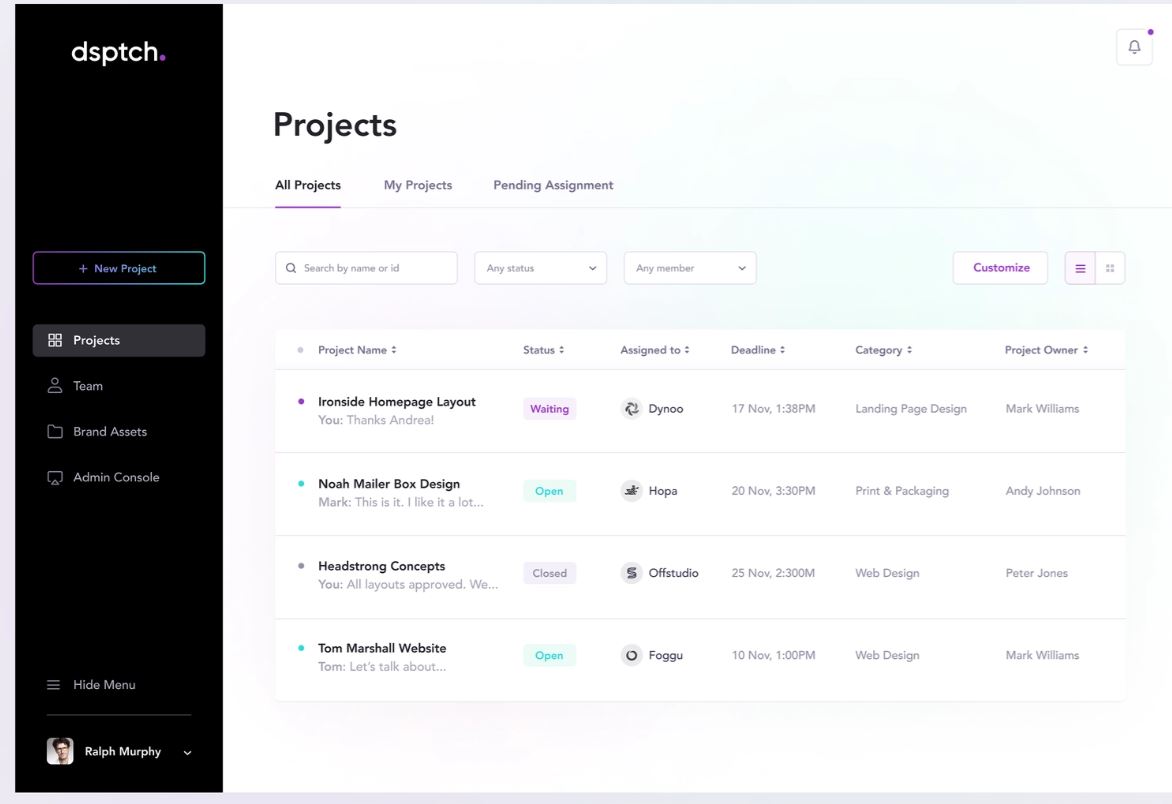 dsptch.
+ New Project
Projects
Team
Brand Assets
Admin Console
Hide Menu
Ralph Murphy
Projects
All Projects My Projects Pending Assignment
Search by name or id Any status Any member Customize
Project Name Status Assigned to Deadline Category Project Owner
Ironside Homepage Layout
You: Thanks Andrea!
Waiting Dynoo 17 Nov, 1:38PM Landing Page Design Mark Williams
Noah Mailer Box Design
Mark: This is it. I like it a lot...
Open Hopa 20 Nov, 3:30PM Print & Packaging Andy Johnson
Headstrong Concepts
You: All layouts approved. We...
Closed Offstudio 25 Nov, 2:300M Web Design Peter Jones
Tom Marshall Website
Tom: Let's talk about...
Open Foggu 10 Nov, 1:00PM Web Design Mark Williams